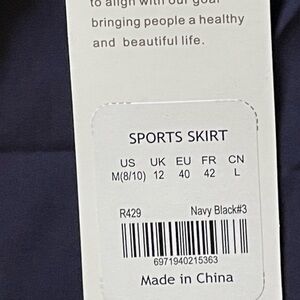 to align with our goal
bringing people a healthy
and beautiful life.
SPORTS SKIRT
US UK EU FR CN
M(8/10) 12 40 42 L
R429 Navy Black#3
6971940215363
Made in China